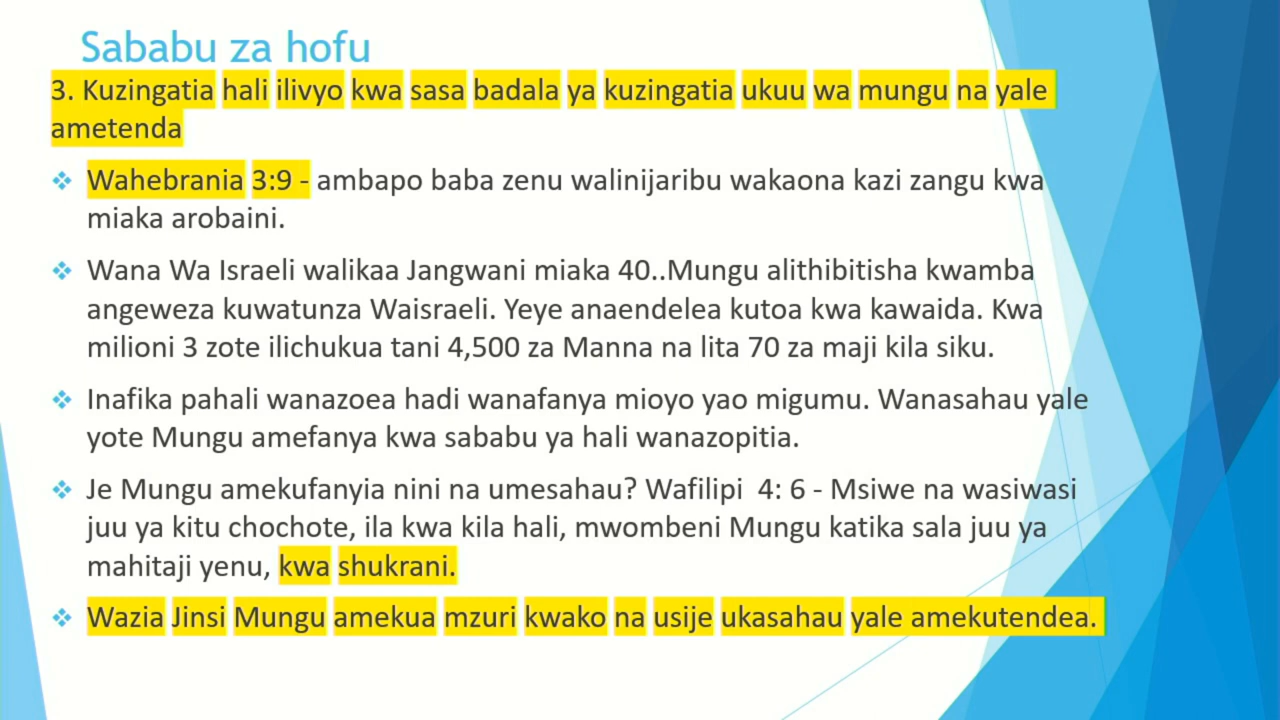 Sababu za hofu
3. Kuzingatia hali ilivyo kwa sasa badala ya kuzingatia ukuu wa mungu na yale
ametenda
❖ Wahebrania 3:9 - ambapo baba zenu walinijaribu wakaona kazi zangu kwa
miaka arobaini.
❖ Wana Wa Israeli walikaa Jangwani miaka 40..Mungu alithibitisha kwamba
angeweza kuwatunza Waisraeli. Yeye anaendelea kutoa kwa kawaida. Kwa
milioni 3 zote ilichukua tani 4,500 za Manna na lita 70 za maji kila siku.
❖ Inafika pahali wanazoea hadi wanafanya mioyo yao migumu. Wanasahau yale
yote Mungu amefanya kwa sababu ya hali wanazopitia.
❖ Je Mungu amekufanyia nini na umesahau? Wafilipi 4: 6 - Msiwe na wasiwasi
juu ya kitu chochote, ila kwa kila hali, mwombeni Mungu katika sala juu ya
mahitaji yenu, kwa shukrani.
❖ Wazia Jinsi Mungu amekua mzuri kwako na usije ukasahau yale amekutendea.